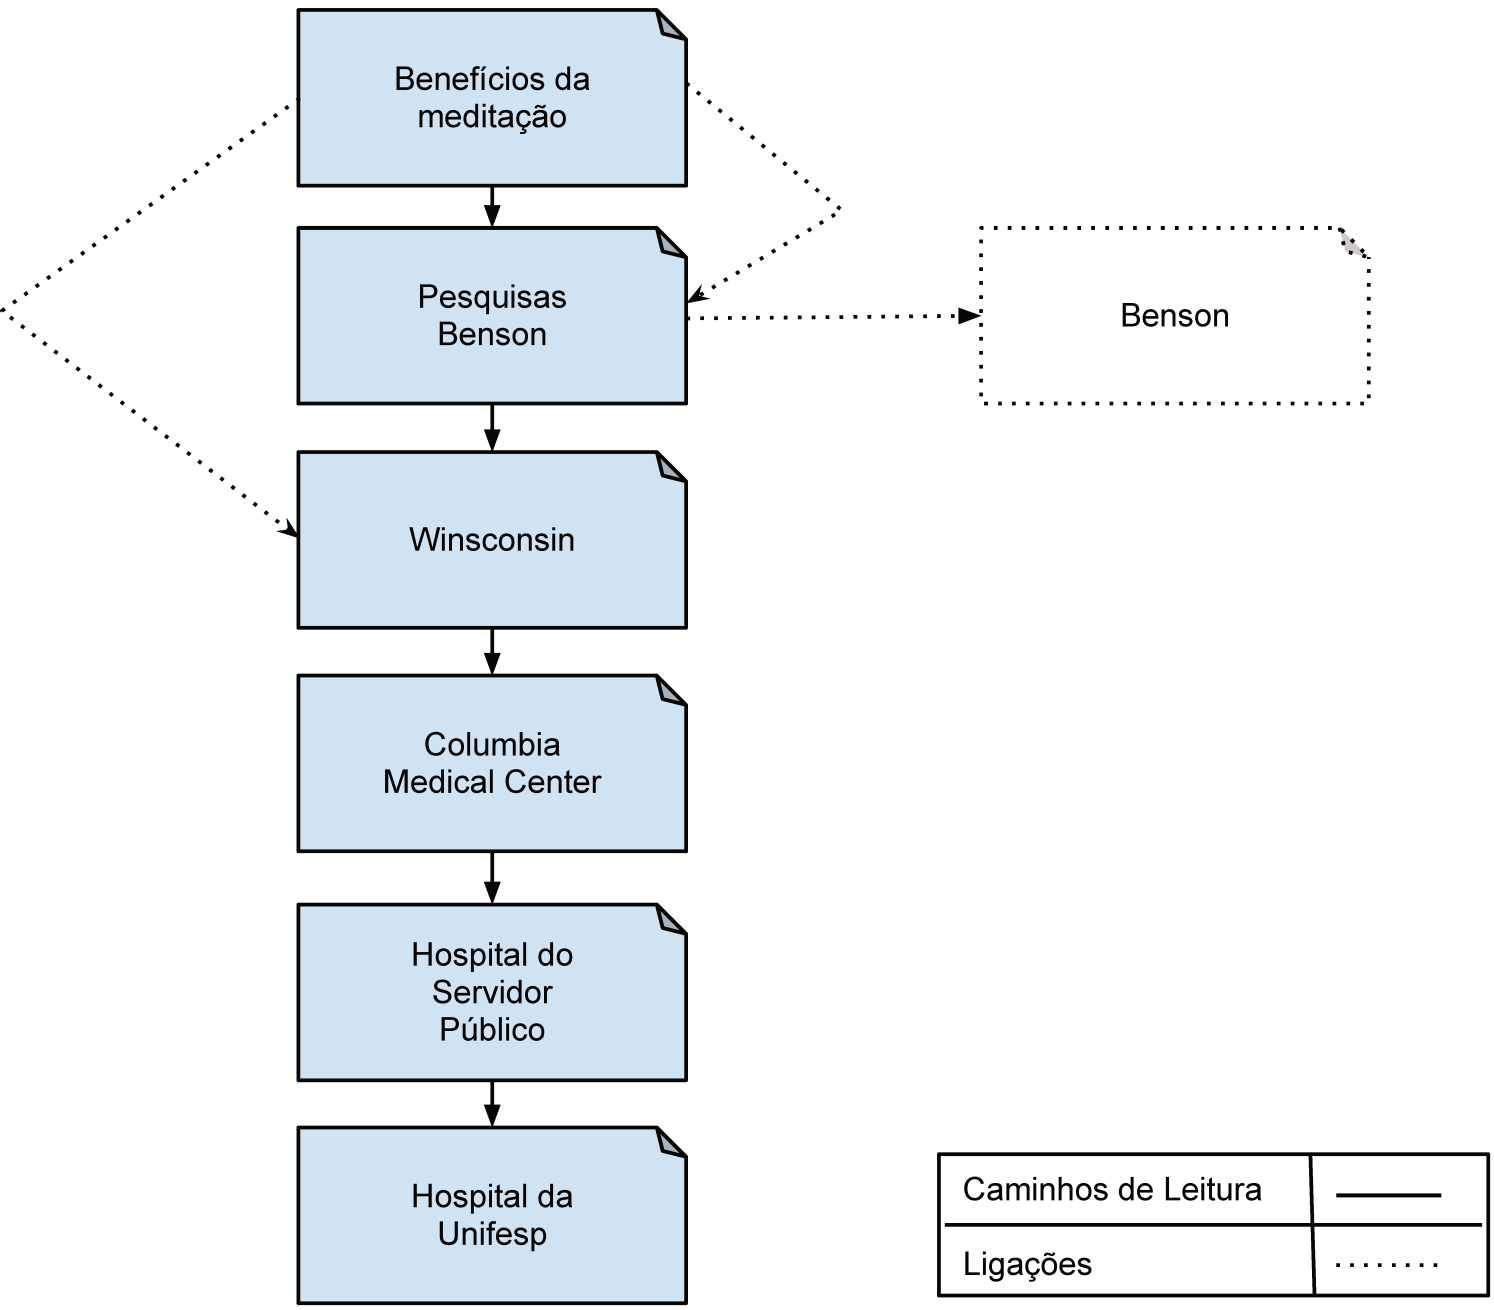 Benefícios da
meditação
Pesquisas
Benson
Benson
Winsconsin
Columbia
Medical Center
Hospital do
Servidor
Público
Hospital da
Unifesp
Caminhos de Leitura
Ligações